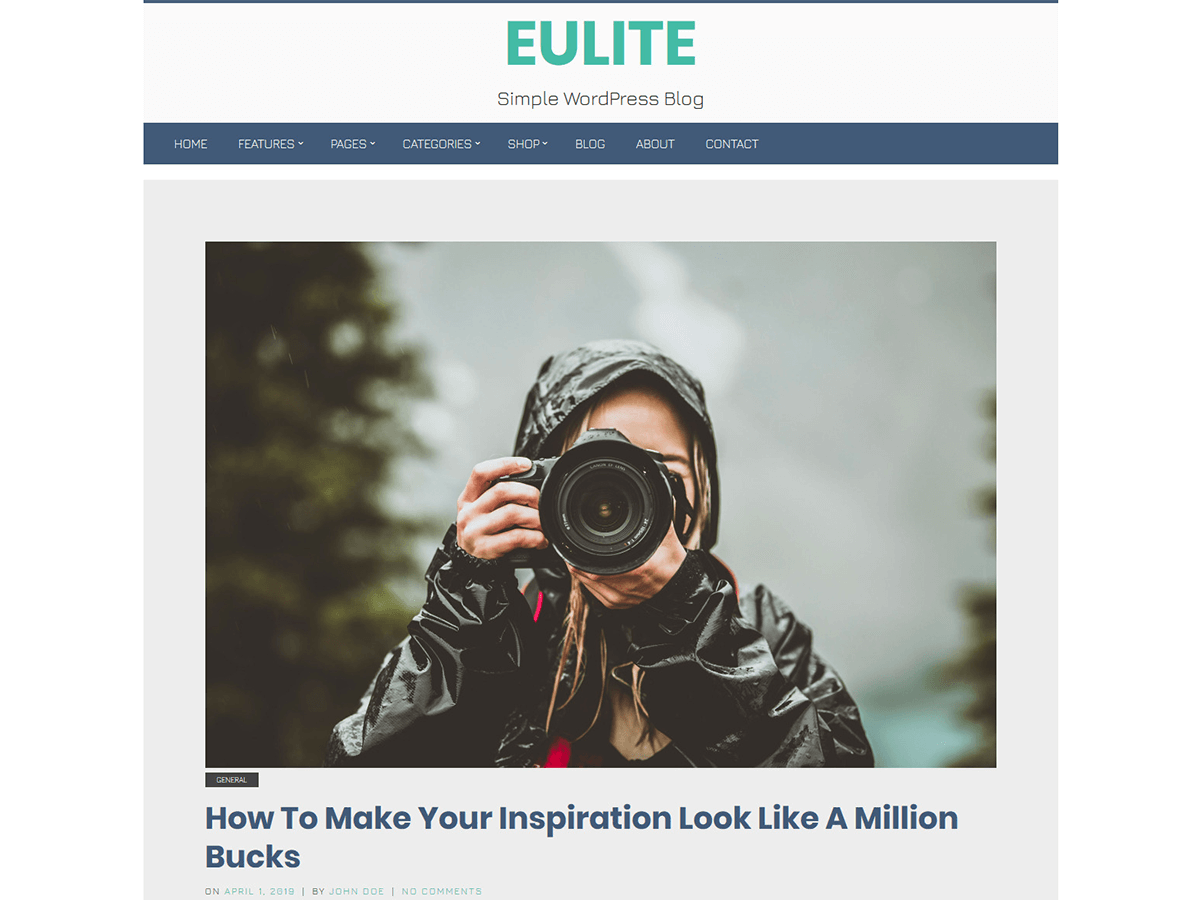 EULITE
Simple WordPress Blog
HOME FEATURES PAGES CATEGORIES SHOP BLOG ABOUT CONTACT
GENERAL
How To Make Your Inspiration Look Like A Million
Bucks
ON APRIL 1, 2019 | BY JOHN DOE | NO COMMENTS